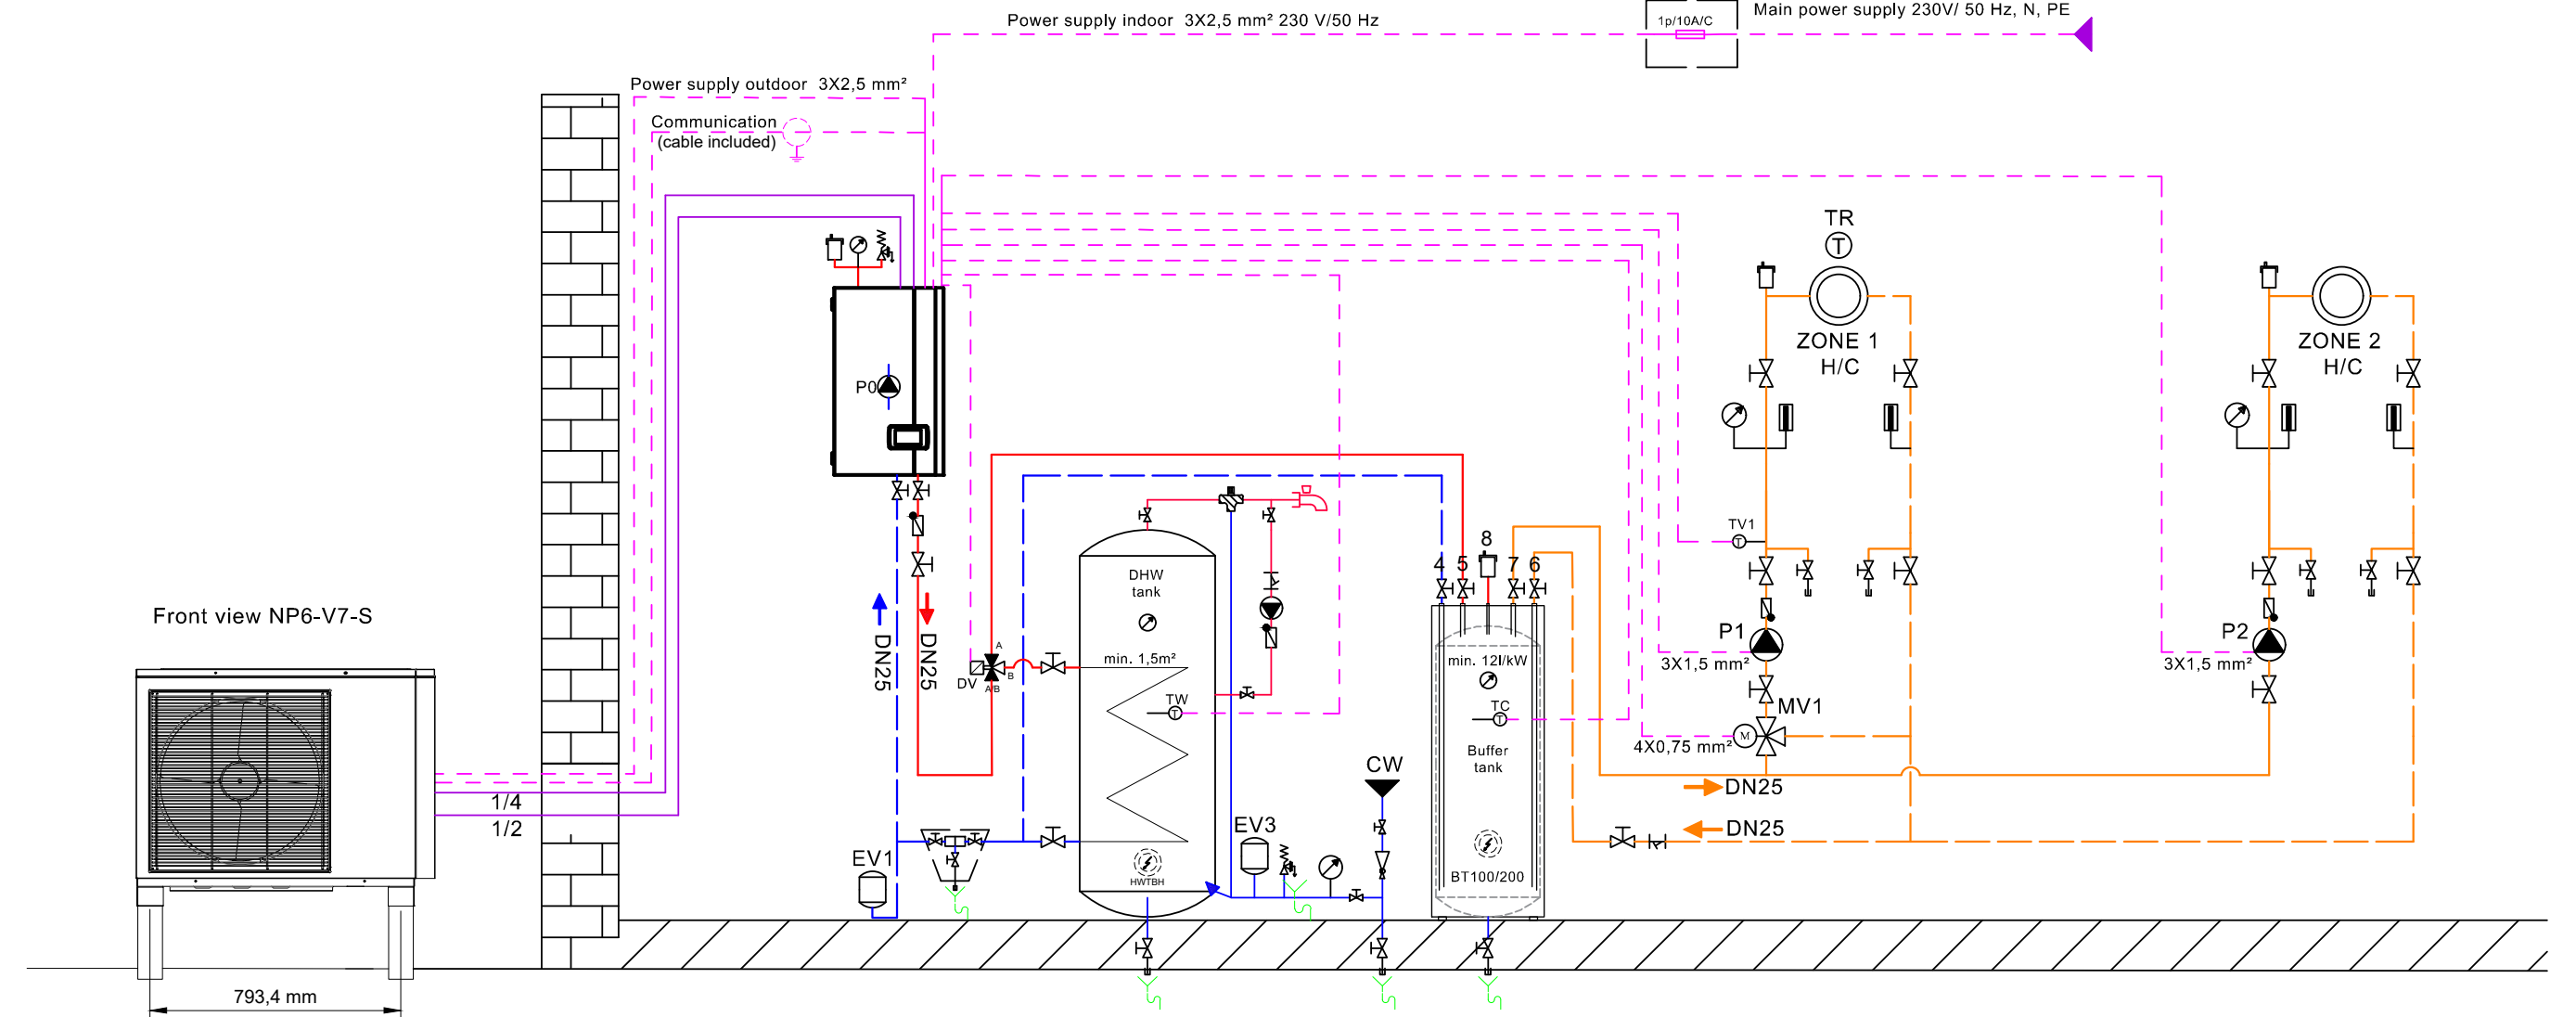 Power supply indoor 3X2,5 mm² 230 V/50 Hz
1p/10A/C
Main power supply 230V/ 50 Hz, N, PE
Power supply outdoor 3X2,5 mm²
Communication
(cable included)
TR
T
ZONE 1
H/C
ZONE 2
H/C
P0
TV1
T
8
4
5
7
6
DHW
tank
Front view NP6-V7-S
DN25
DN25
P1
3X1,5 mm²
P2
3X1,5 mm²
A
B
A/B
DV
min. 1,5m²
min. 12l/kW
TW
T
TC
T
MV1
M
4X0,75 mm²
Buffer
tank
CW
DN25
DN25
1/4
1/2
EV1
EV3
HWTBH
BT100/200
793,4 mm